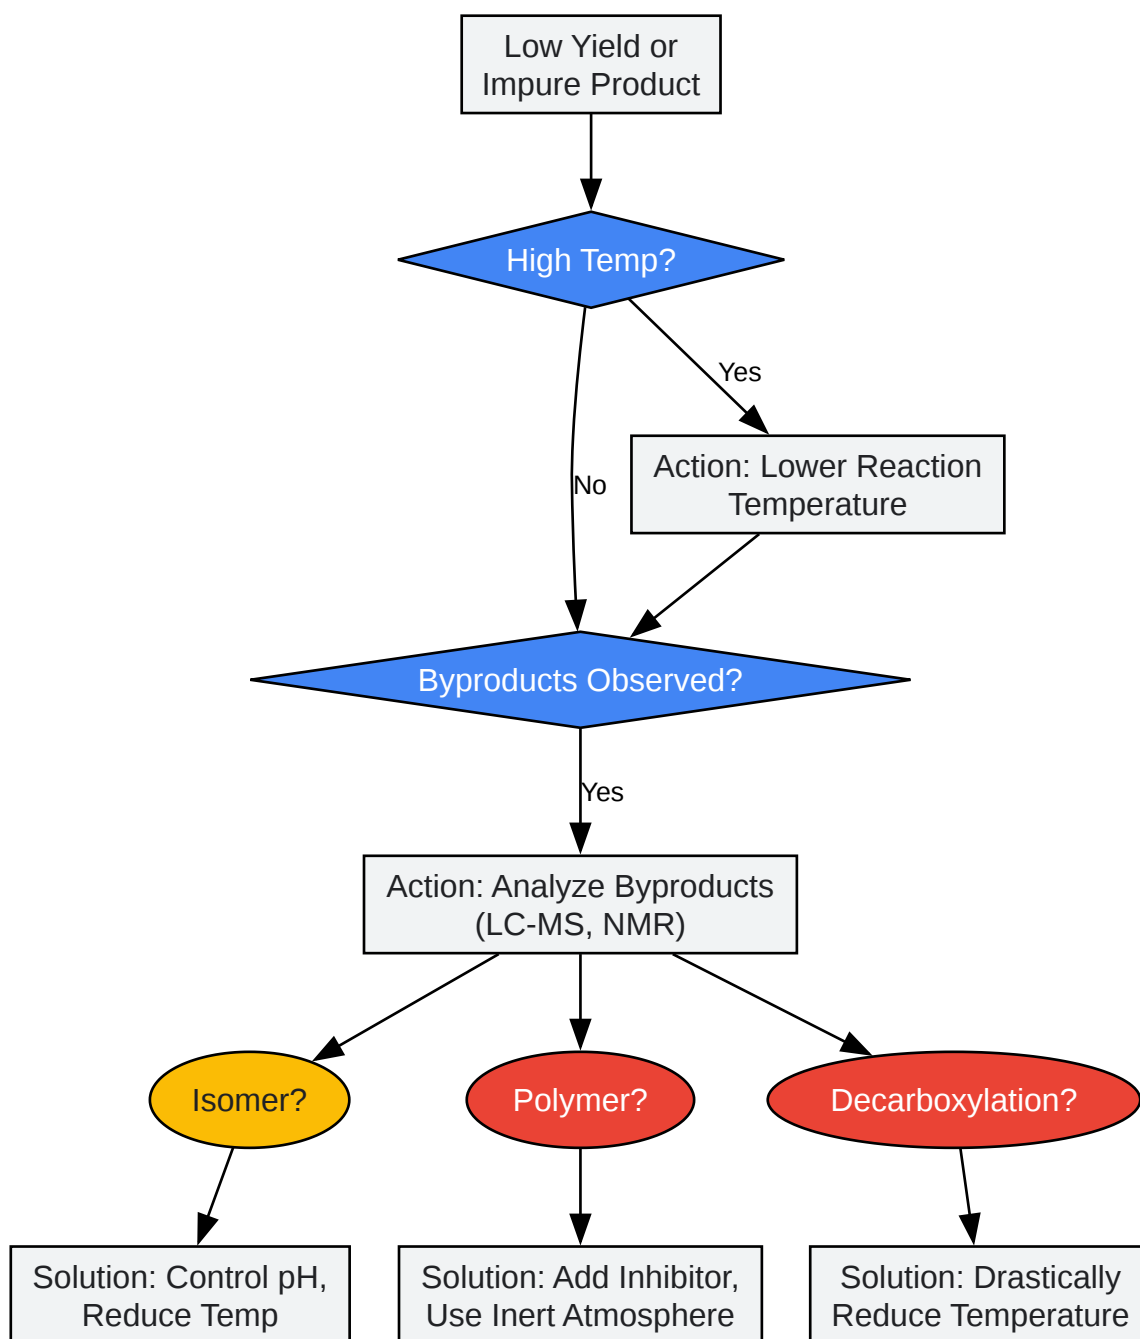 Low Yield or
Impure Product
High Temp?
Yes
Action: Lower Reaction
Temperature
No
Byproducts Observed?
Yes
Action: Analyze Byproducts
(LC-MS, NMR)
Isomer?
Polymer?
Decarboxylation?
Solution: Control pH,
Reduce Temp
Solution: Add Inhibitor,
Use Inert Atmosphere
Solution: Drastically
Reduce Temperature